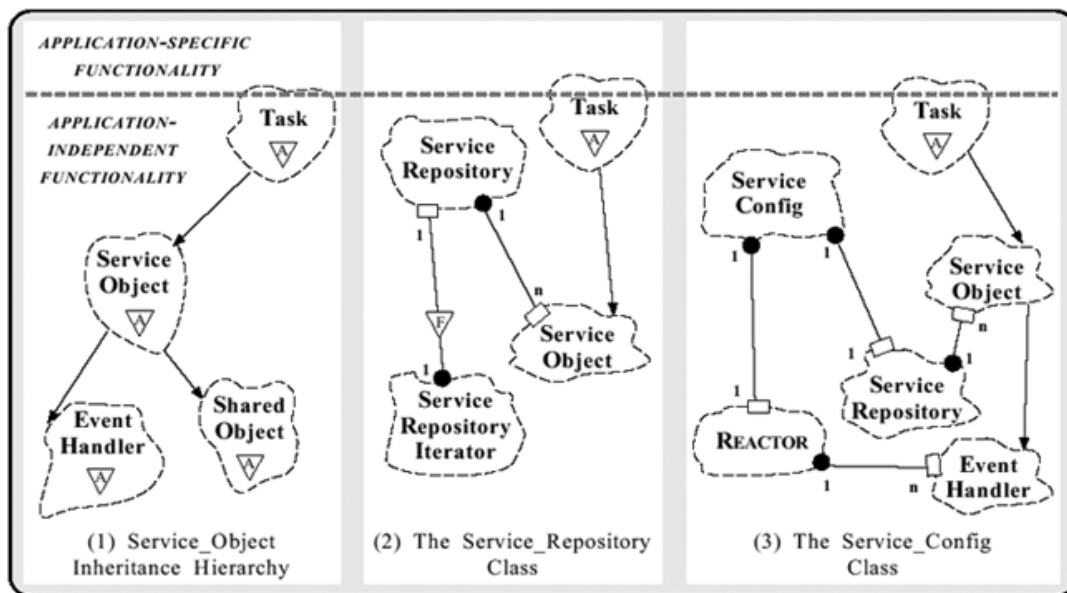 APPLICATION-SPECIFIC
FUNCTIONALITY
APPLICATION-
INDEPENDENT
FUNCTIONALITY
Task
A
Service
Object
A
Event
Handler
A
Shared
Object
A
(1) Service_Object
Inheritance Hierarchy
Task
A
Service
Repository
1
1
n
F
Service
Object
1
Service
Repository
Iterator
(2) The Service_Repository
Class
Task
A
Service
Config
1
1
Service
Object
n
1
1
Service
Repository
1
REACTOR
1
n
Event
Handler
(3) The Service_Config
Class